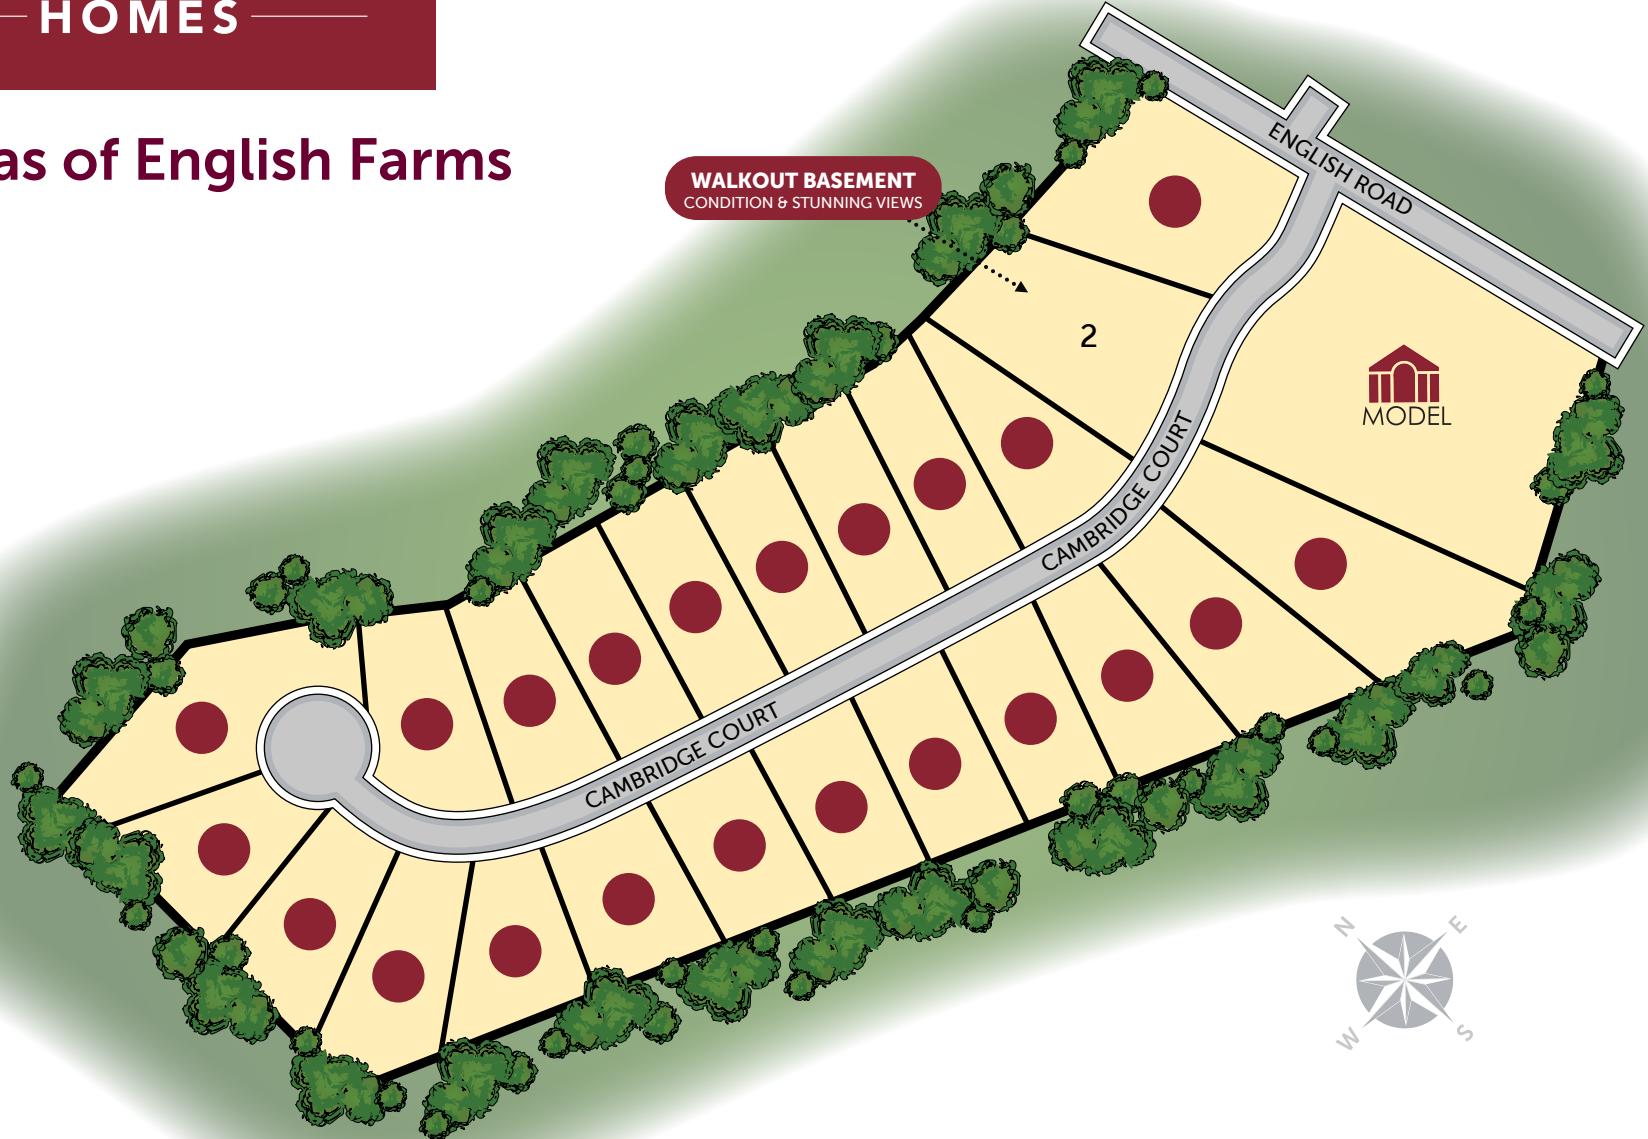 HOMES
as of English Farms
WALKOUT BASEMENT
CONDITION & STUNNING VIEWS
ENGLISH ROAD
2
MODEL
CAMBRIDGE COURT
CAMBRIDGE COURT
N
E
W
S